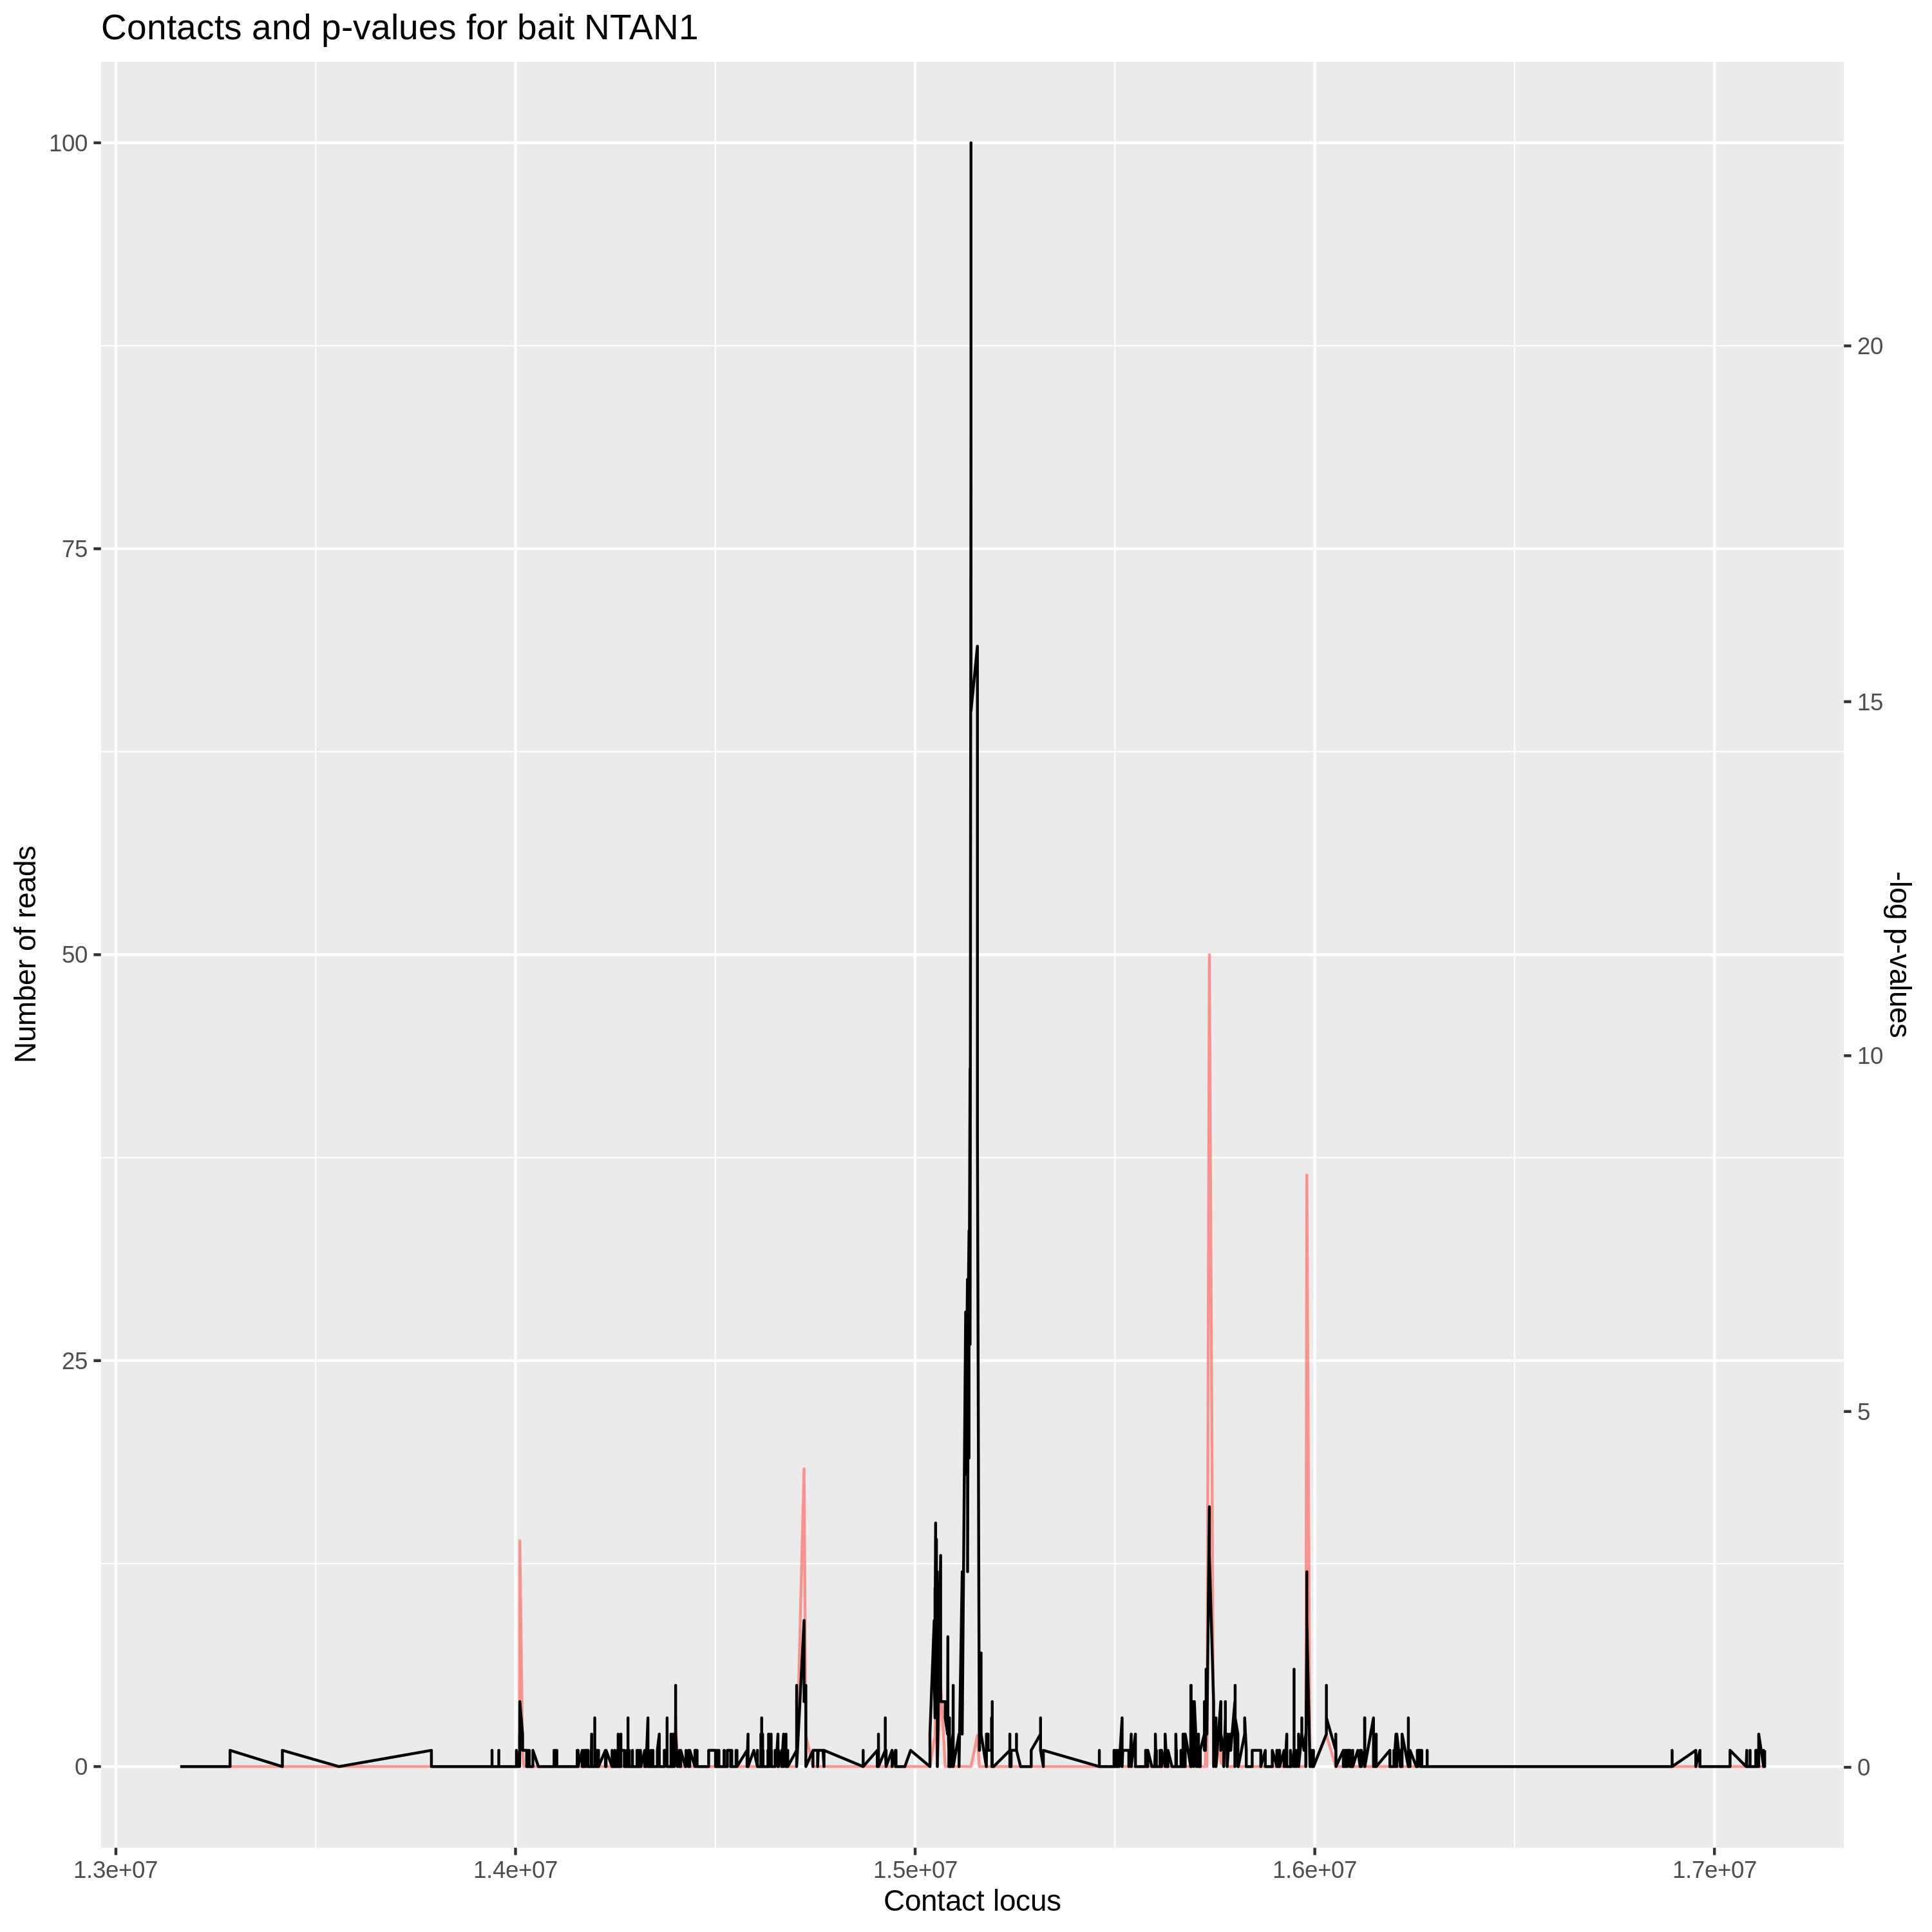 Contacts and p-values for bait NTAN1
100
75
50
25
0
Number of reads
20
15
10
5
0
-log p-values
1.3e+07
1.4e+07
1.5e+07
1.6e+07
1.7e+07
Contact locus